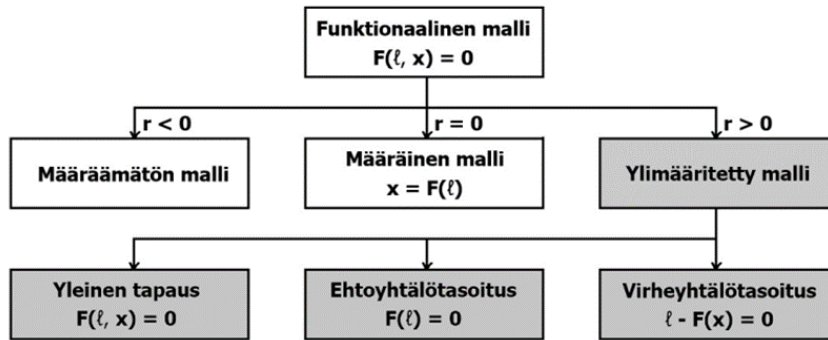 Funktionaalinen malli
F(ℓ, x) = 0
r < 0
r = 0
r > 0
Määräämätön malli
Määräinen malli
x = F(ℓ)
Ylimääritetty malli
Yleinen tapaus
F(ℓ, x) = 0
Ehtoyhtälötasoitus
F(ℓ) = 0
Virheyhtälötasoitus
ℓ - F(x) = 0